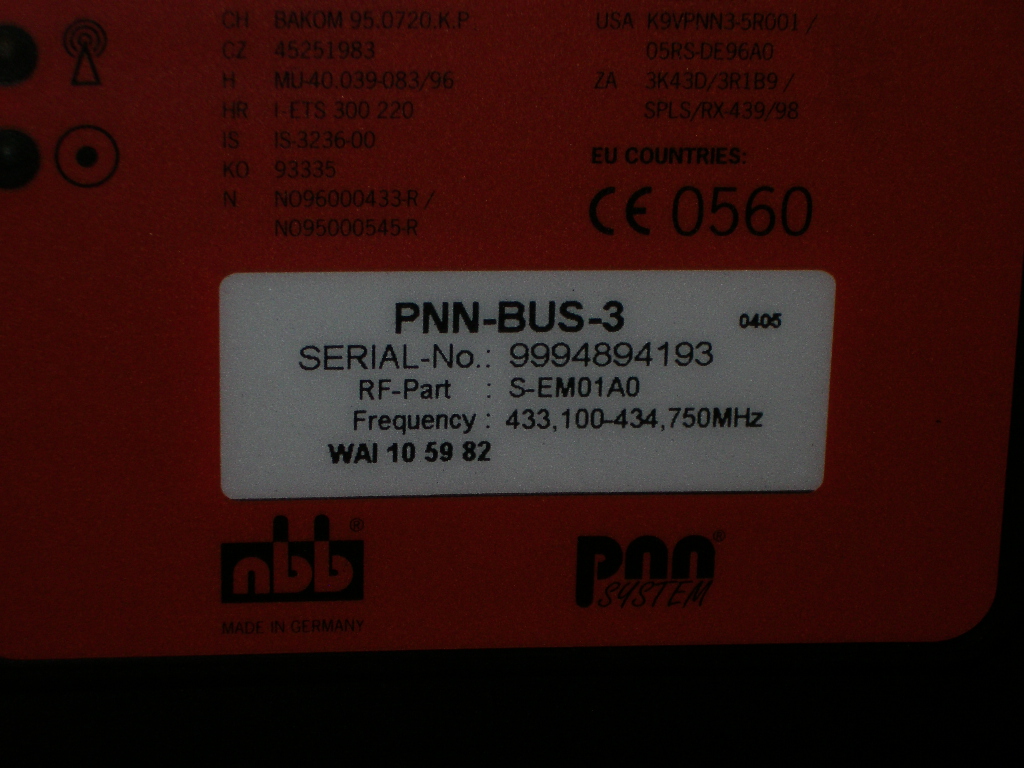 CH BAKOM 95.0720.K.P
CZ 45251983
H MU-40.039-083/96
HR I-ETS 300 220
IS IS-3236-00
KO 93335
N NO96000433-R /
NO95000545-R
USA K9VPNN3-5RG01 /
05RS-DE96A0
ZA 3K43D/3R1B9 /
SPLS/RX-439/98
EU COUNTRIES:
CE 0560
PNN-BUS-3 0405
SERIAL-No.: 9994894193
RF-Part : S-EM01A0
Frequency : 433,100-434,750MHz
WAI 10 59 82
nbb®
MADE IN GERMANY
pnn®
SYSTEM